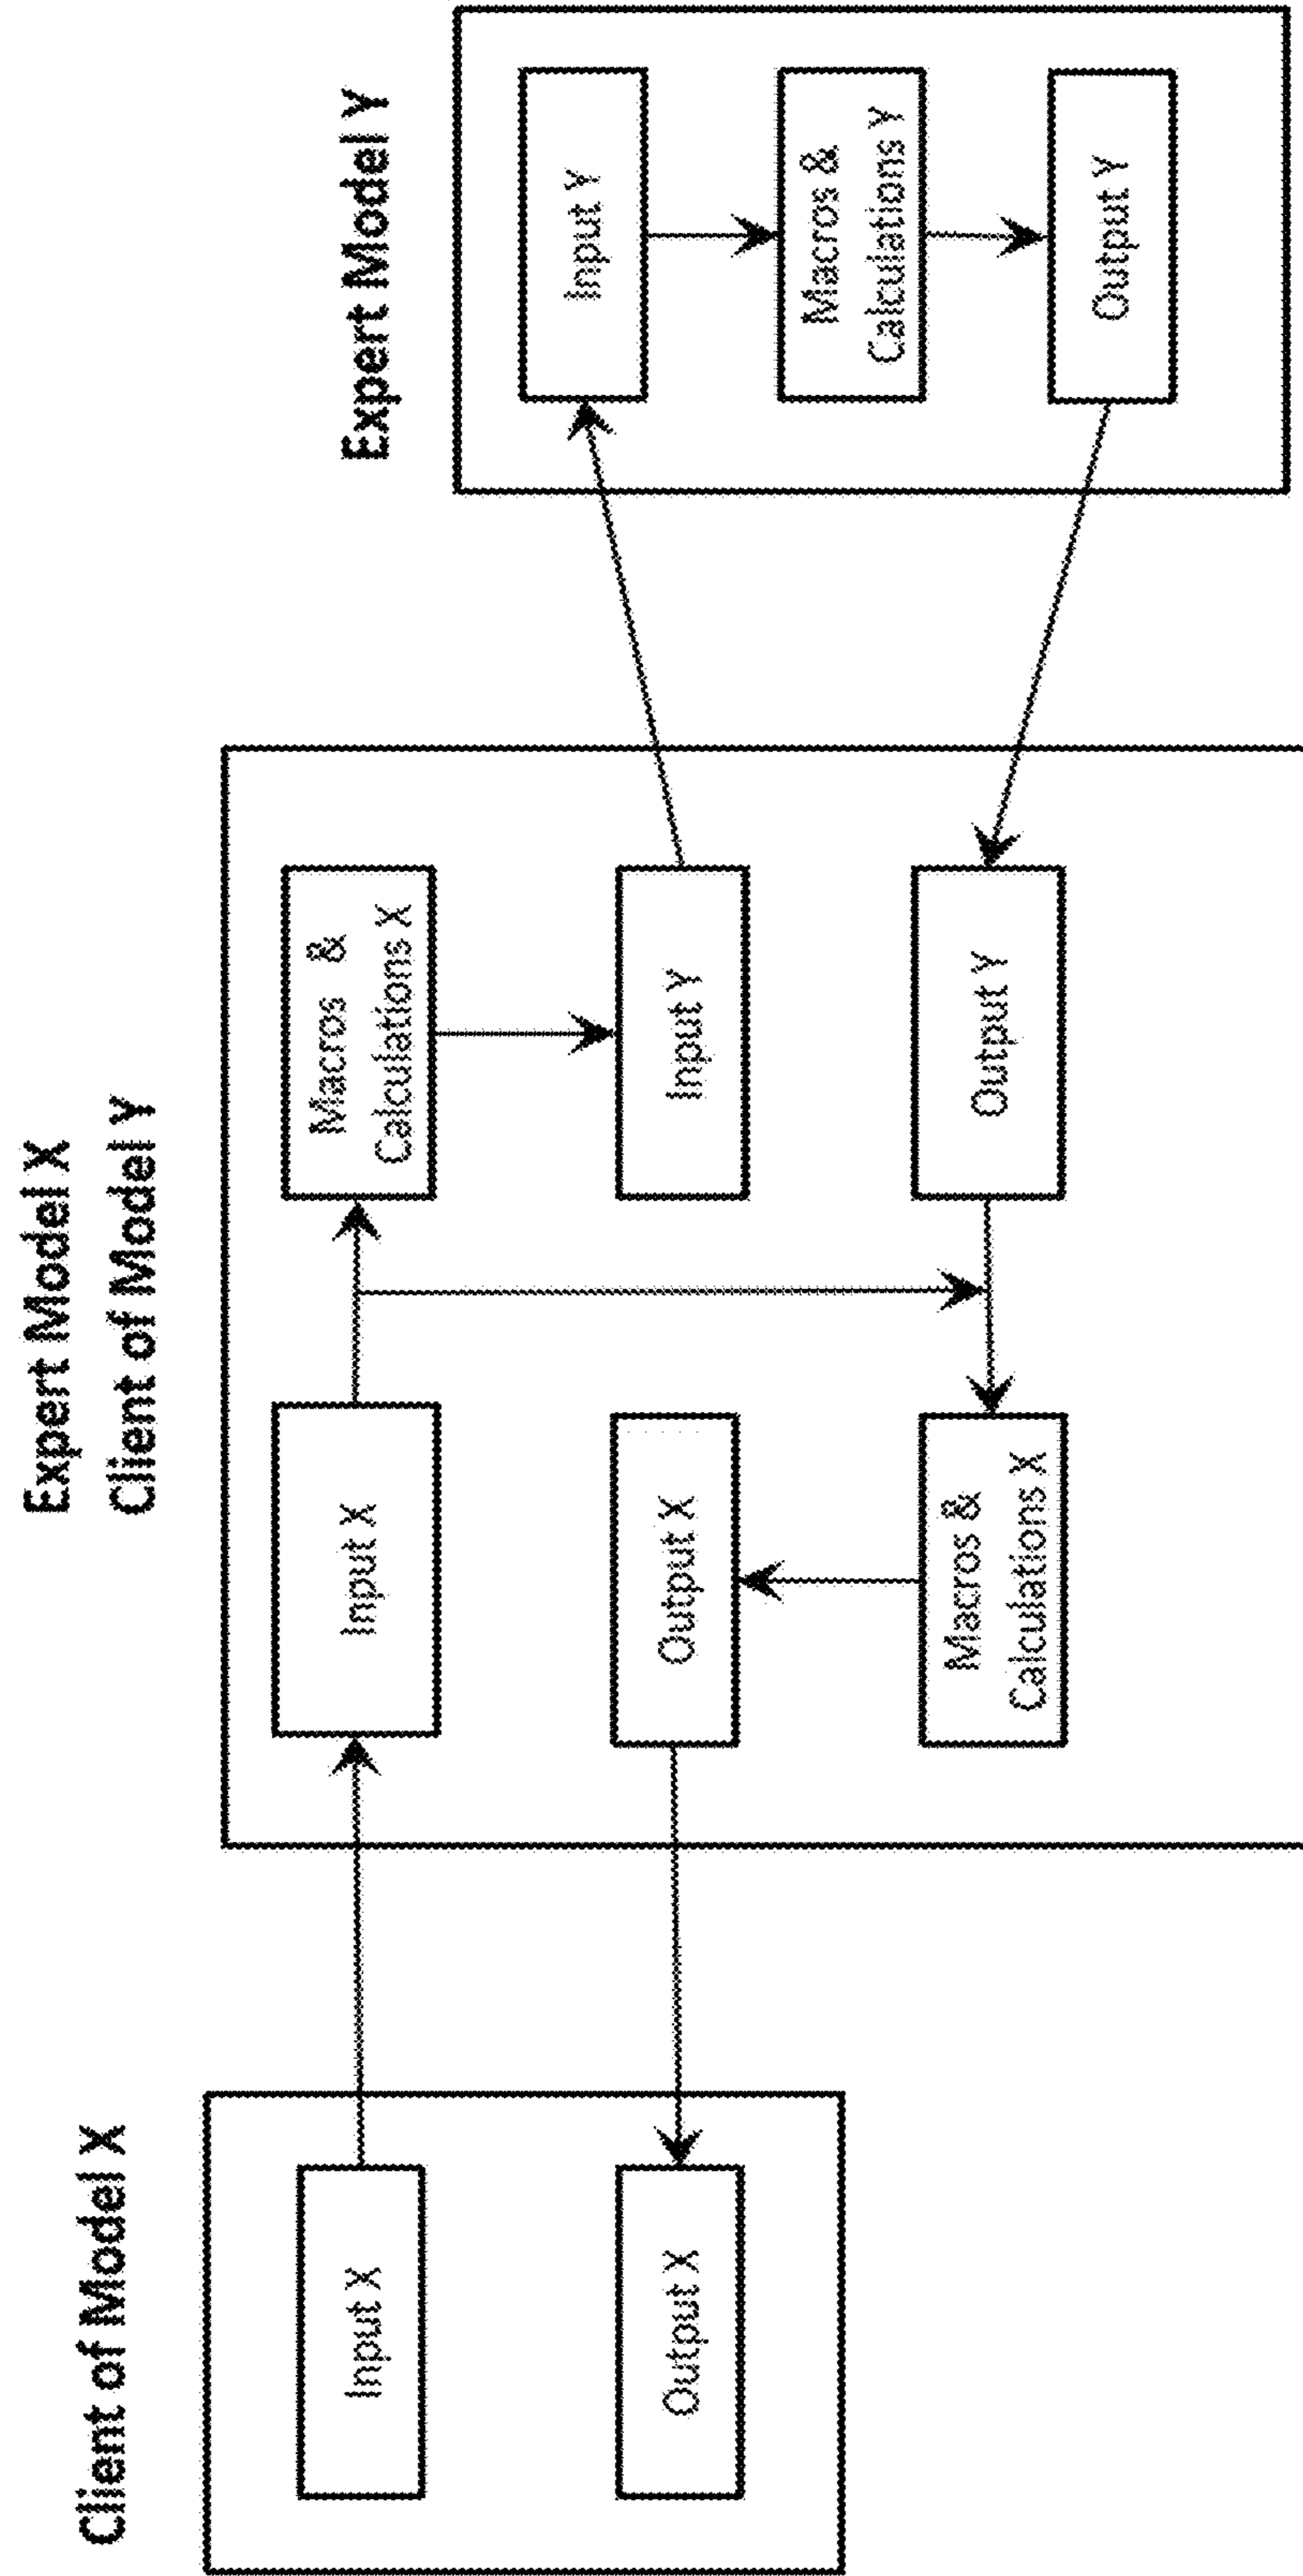 Client of Model X
Input X
Output X
Expert Model X
Client of Model Y
Input X
Macros &
Calculations X
Output X
Input Y
Macros &
Calculations X
Output Y
Expert Model Y
Input Y
Macros &
Calculations Y
Output Y